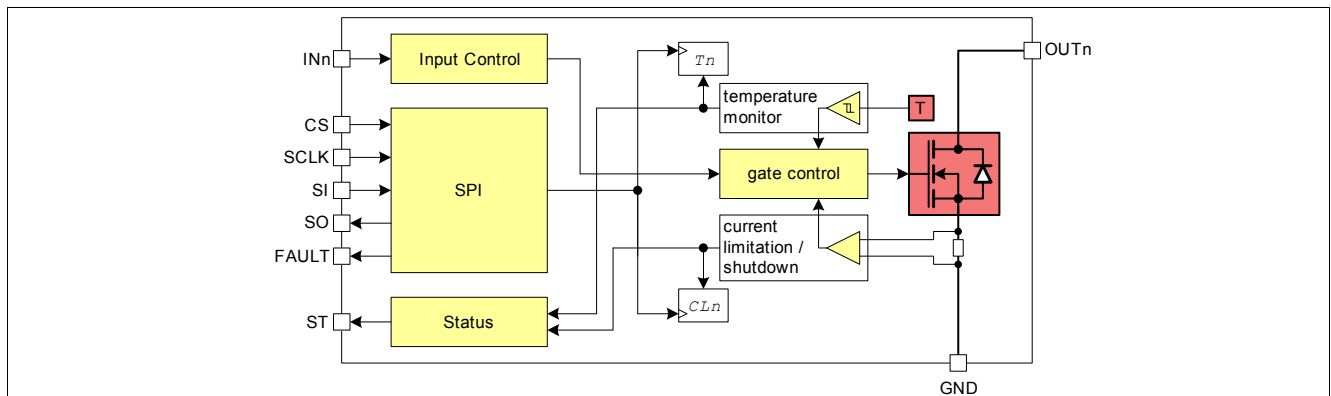 INn
Input Control
Tn
OUTn
temperature
monitor
T
CS
SCLK
SI
SO
FAULT
SPI
gate control
current
limitation /
shutdown
CLn
ST
Status
GND